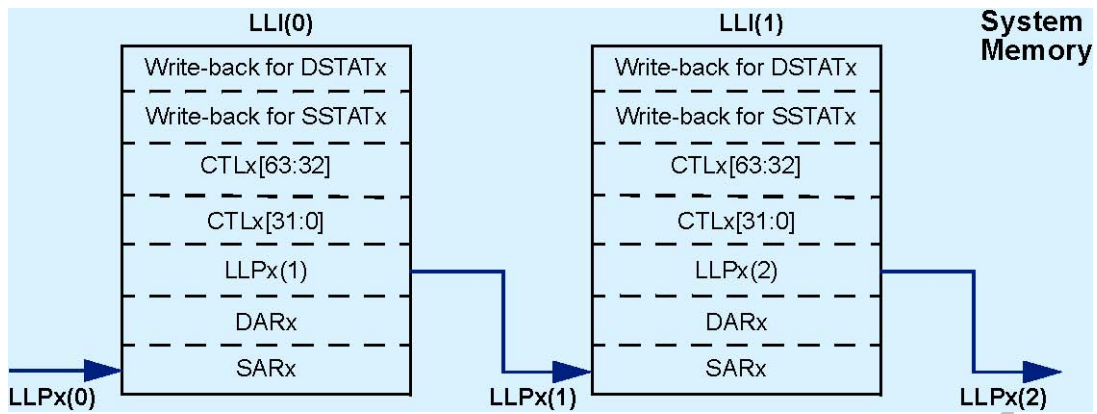 LLI(0)
Write-back for DSTATx
Write-back for SSTATx
CTLx[63:32]
CTLx[31:0]
LLPx(1)
DARx
SARx
LLPx(0)
LLPx(1)
LLI(1)
Write-back for DSTATx
Write-back for SSTATx
CTLx[63:32]
CTLx[31:0]
LLPx(2)
DARx
SARx
LLPx(2)
System
Memory